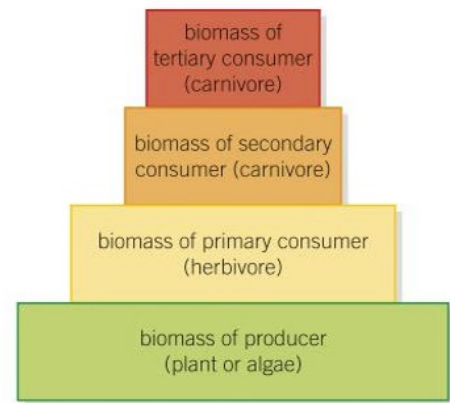 biomass of
tertiary consumer
(carnivore)
biomass of secondary
consumer (carnivore)
biomass of primary consumer
(herbivore)
biomass of producer
(plant or algae)